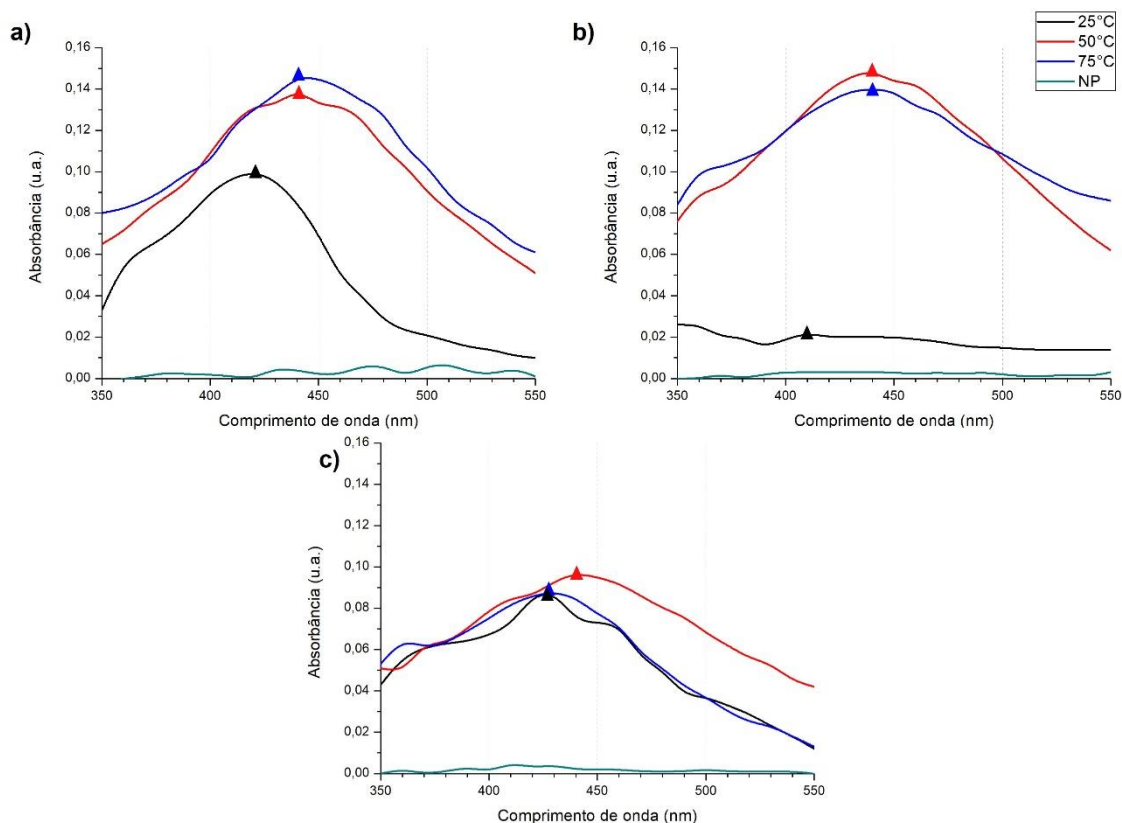 a)
0,16
0,14
0,12
0,10
0,08
0,06
0,04
0,02
0,00
Absorbância (u.a.)
350 400 450 500 550
Comprimento de onda (nm)
b)
25°C
50°C
75°C
NP
0,16
0,14
0,12
0,10
0,08
0,06
0,04
0,02
0,00
Absorbância (u.a.)
350 400 450 500 550
Comprimento de onda (nm)
c)
0,16
0,14
0,12
0,10
0,08
0,06
0,04
0,02
0,00
Absorbância (u.a.)
350 400 450 500 550
Comprimento de onda (nm)